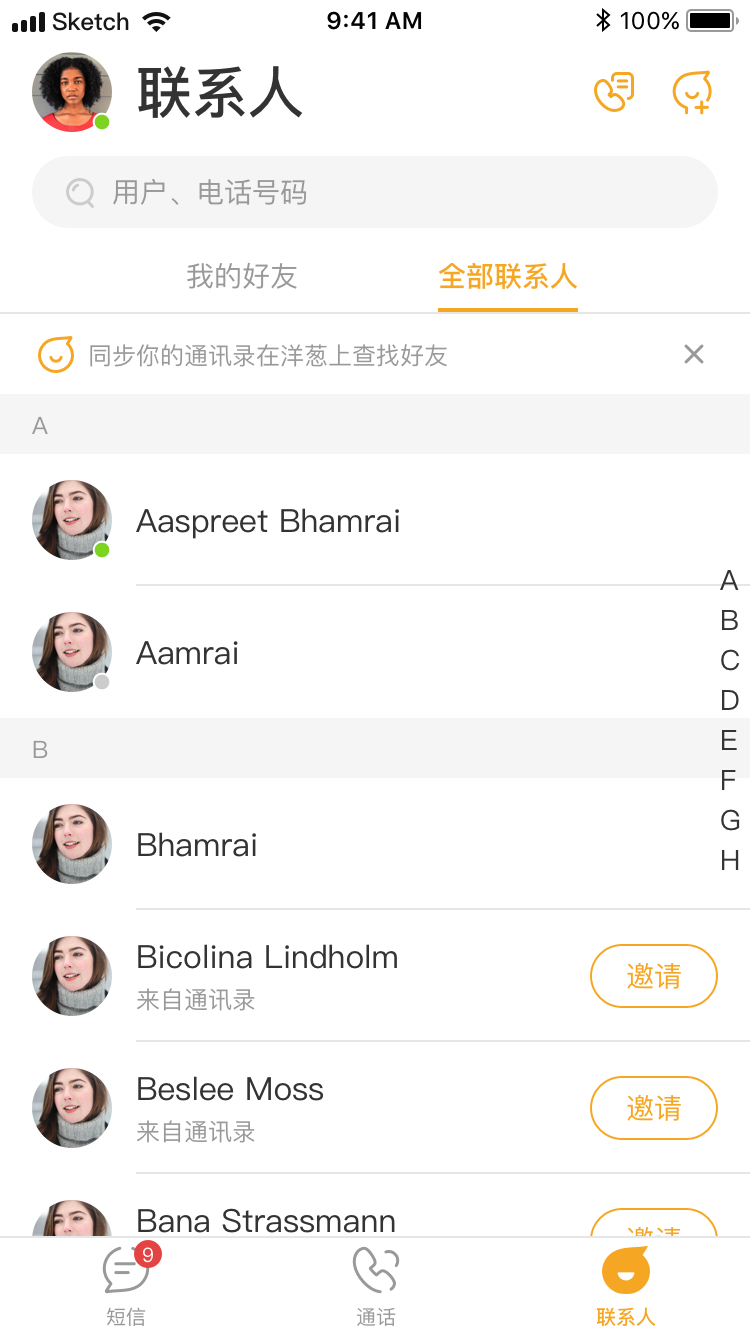 Sketch 9:41 AM 100%
联系人
用户、电话号码
我的好友 全部联系人
同步你的通讯录在洋葱上查找好友
A
Aaspreet Bhamrai
Aamrai
B
Bhamrai
Bicolina Lindholm
来自通讯录
邀请
Beslee Moss
来自通讯录
邀请
Bana Strassmann
邀请
A
B
C
D
E
F
G
H
9
短信 通话 联系人